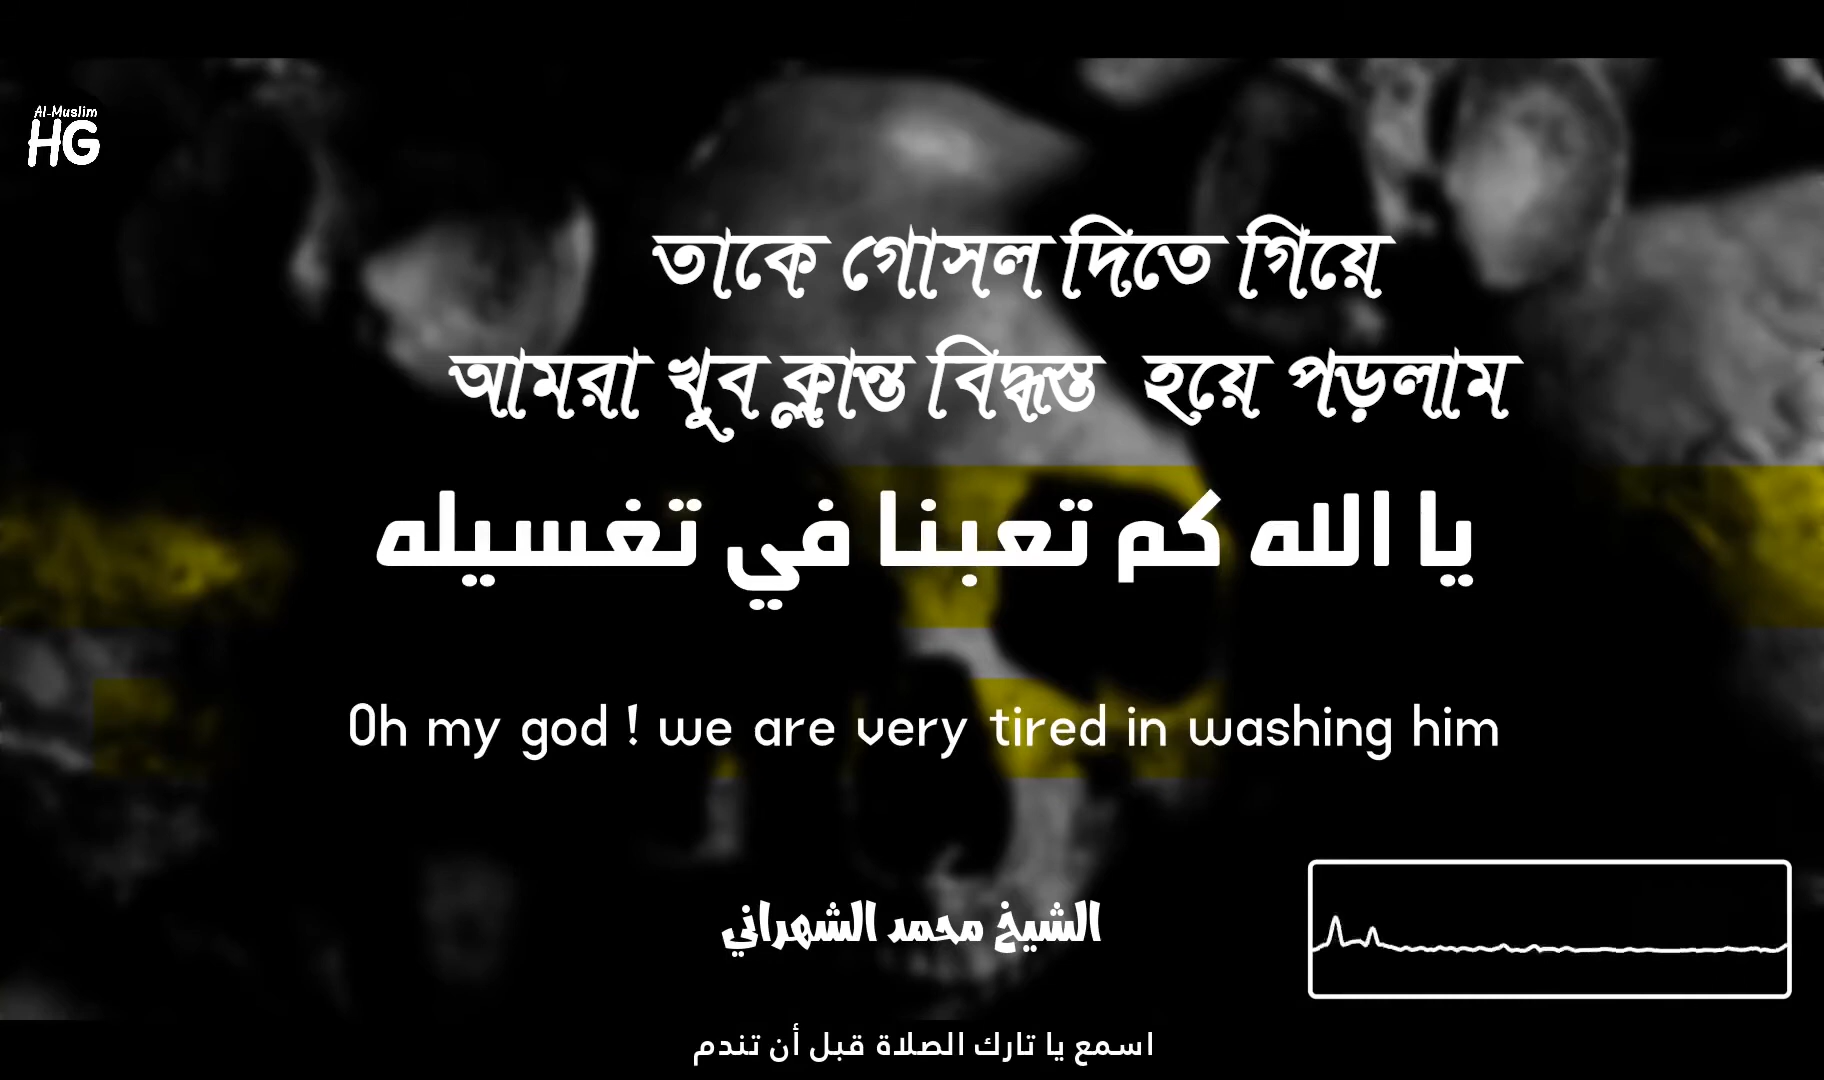 Al-Muslim
HG
তাকে গোসল দিতে গিয়ে
আমরা খুব ক্লান্ত বিদ্ধস্ত হয়ে পড়লাম
يا الله كم تعبنا في تغسيله
Oh my god ! we are very tired in washing him
الشيخ محمد الشهراني
اسمع يا تارك الصلاة قبل أن تندم